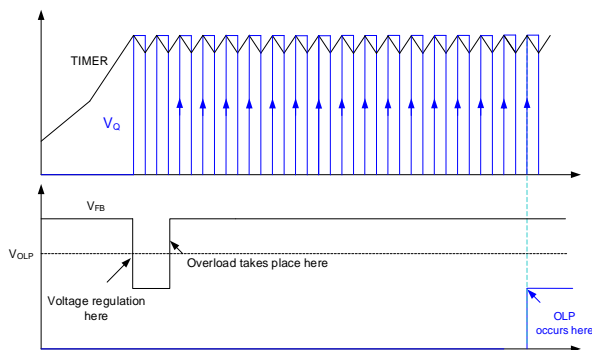 TIMER
VQ
VFB
VOLP
Overload takes place here
Voltage regulation
here
OLP
occurs here